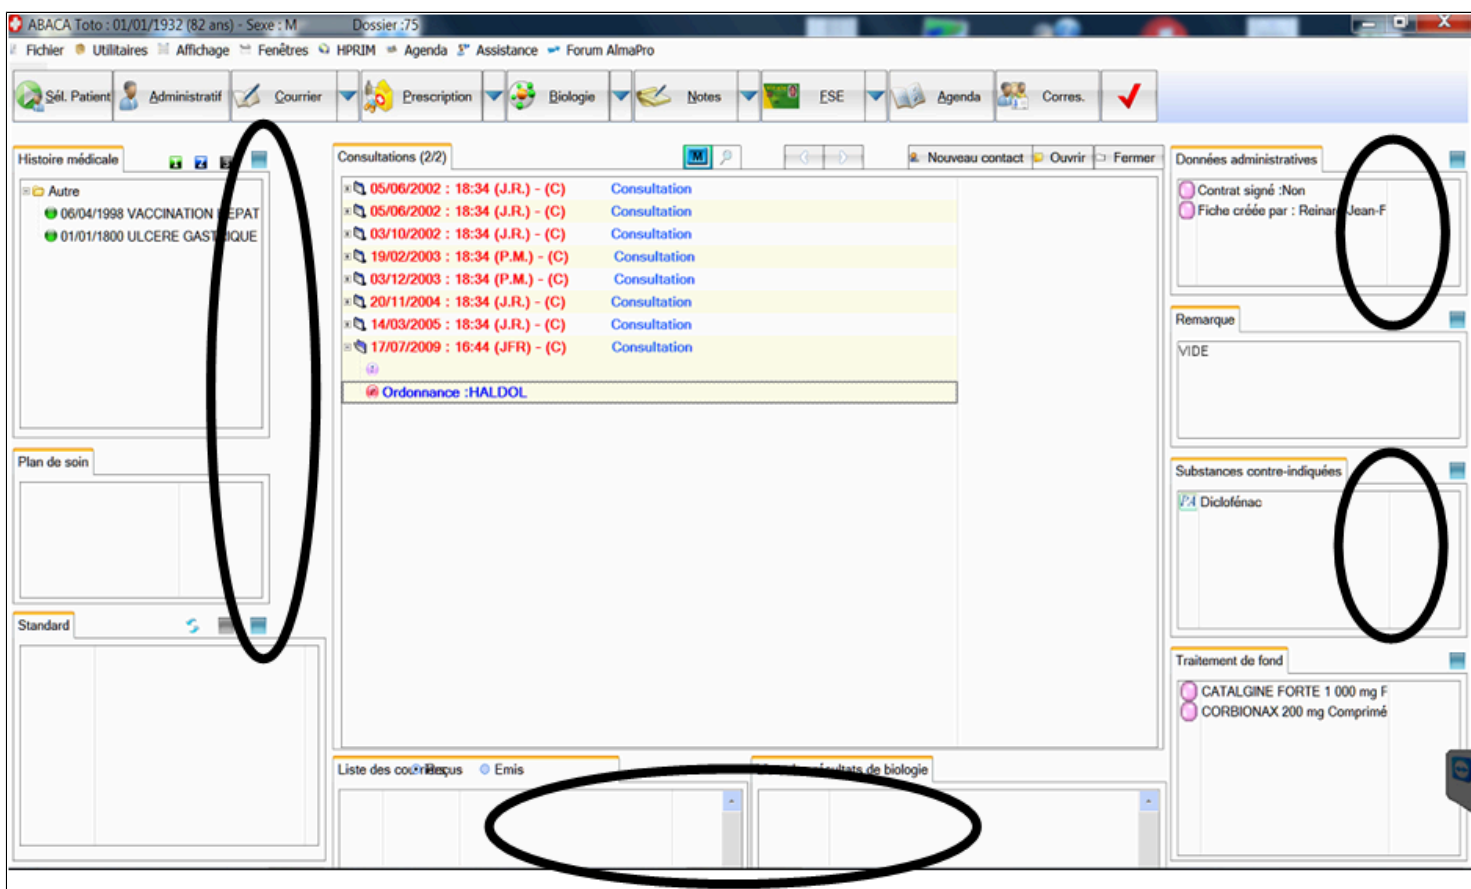 ABACA Toto : 01/01/1932 (82 ans) - Sexe : M Dossier :75
Fichier Utilitaires Affichage Fenêtres HPRIM Agenda Assistance Forum AlmaPro
Sél. Patient Administratif Courrier Prescription Biologie Notes FSE Agenda Corres.
Histoire médicale
Autre
06/04/1998 VACCINATION EPAT
01/01/1800 ULCERE GAST IQUE
Plan de soin
Standard
Consultations (2/2) M Nouveau contact Ouvrir Fermer
05/06/2002 : 18:34 (J.R.) - (C) Consultation
05/06/2002 : 18:34 (J.R.) - (C) Consultation
03/10/2002 : 18:34 (J.R.) - (C) Consultation
19/02/2003 : 18:34 (P.M.) - (C) Consultation
03/12/2003 : 18:34 (P.M.) - (C) Consultation
20/11/2004 : 18:34 (J.R.) - (C) Consultation
14/03/2005 : 18:34 (J.R.) - (C) Consultation
17/07/2009 : 16:44 (JFR) - (C) Consultation
Ordonnance :HALDOL
Liste des Reçus Emis
résultats de biologie
Données administratives
Contrat signé :Non
Fiche créée par : Reinar Jean-F
Remarque
VIDE
Substances contre-indiquées
PA Diclofénac
Traitement de fond
CATALGINE FORTE 1 000 mg F
CORBIONAX 200 mg Comprimé